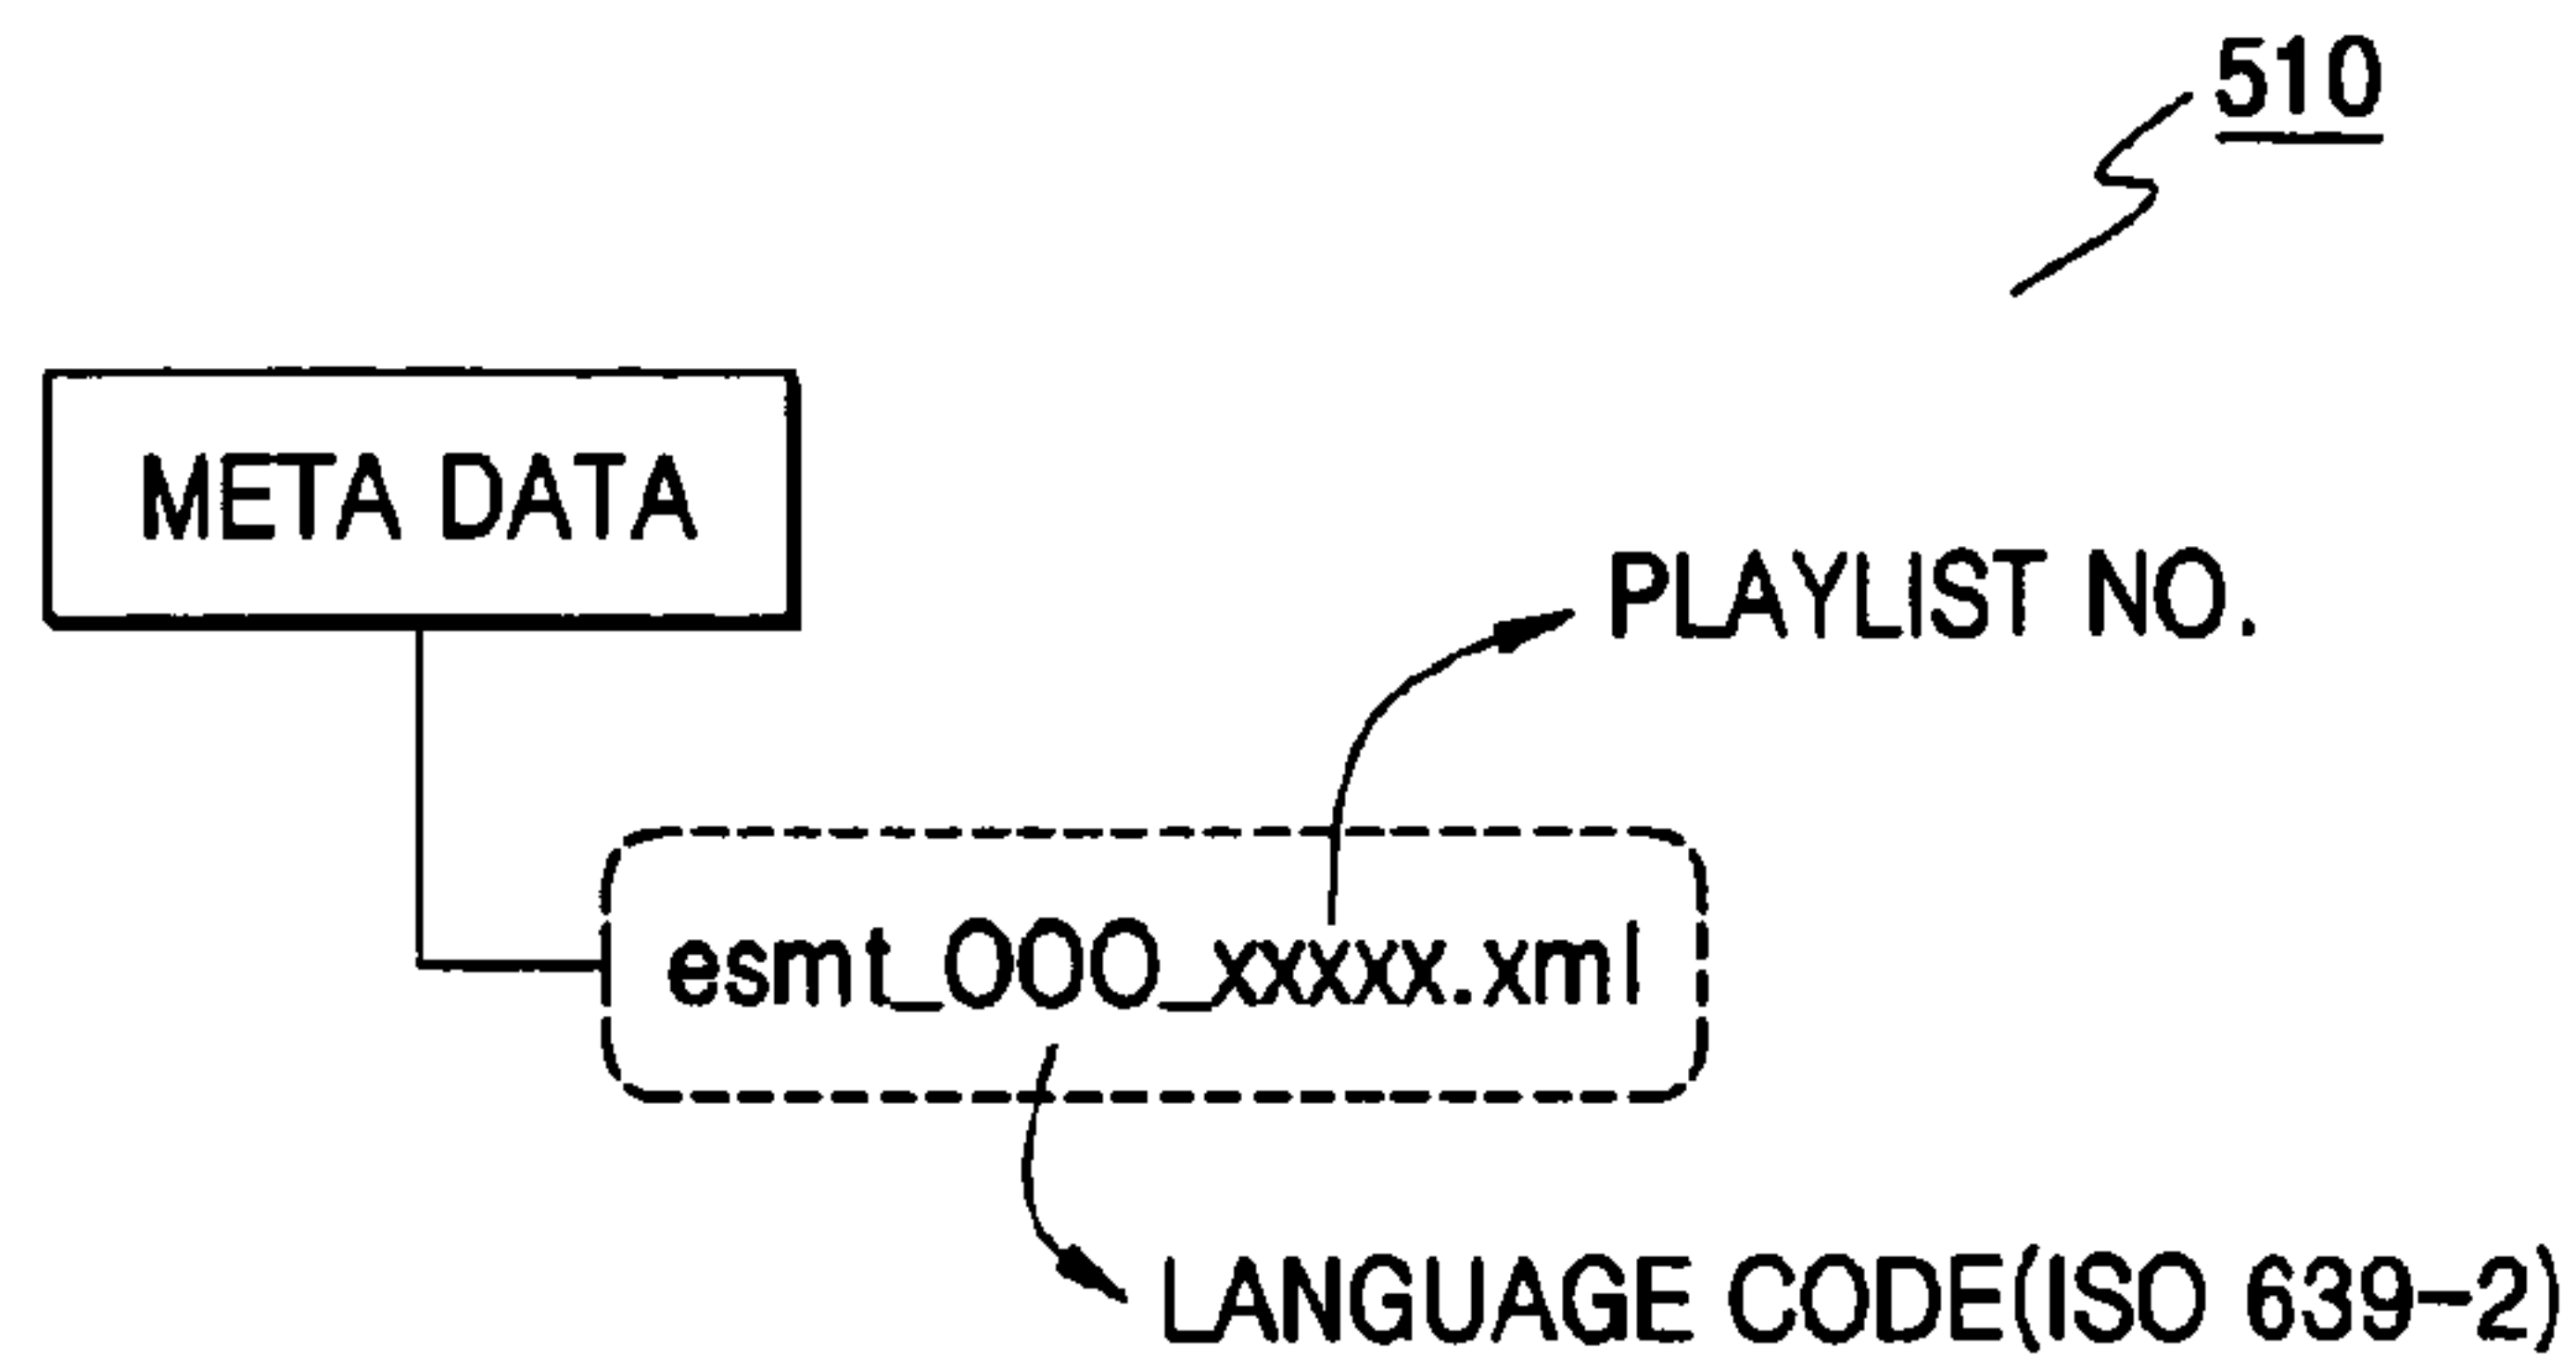 510
META DATA
PLAYLIST NO.
esmt_OOO_xxxxx.xml
LANGUAGE CODE(ISO 639-2)